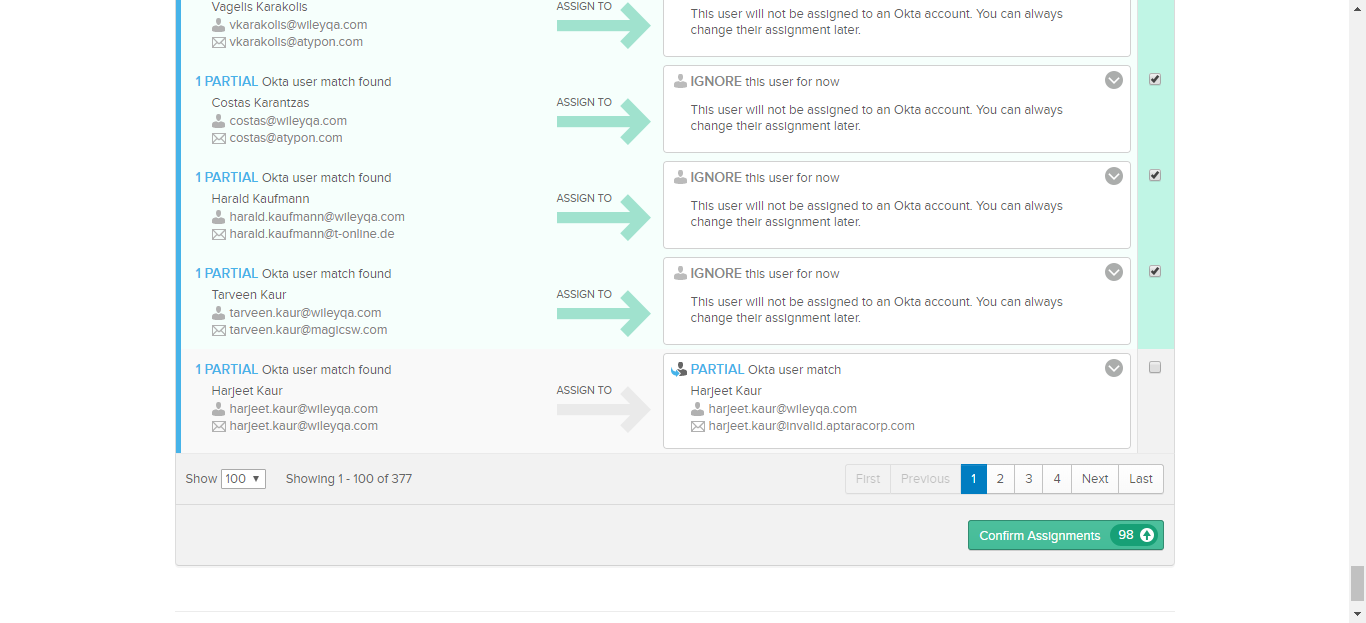 Vagelis Karakolis
vkarakolis@wileyqa.com
vkarakolis@atypon.com
ASSIGN TO
This user will not be assigned to an Okta account. You can always
change their assignment later.
1 PARTIAL Okta user match found
Costas Karantzas
costas@wileyqa.com
costas@atypon.com
ASSIGN TO
IGNORE this user for now
This user will not be assigned to an Okta account. You can always
change their assignment later.
1 PARTIAL Okta user match found
Harald Kaufmann
harald.kaufmann@wileyqa.com
harald.kaufmann@t-online.de
ASSIGN TO
IGNORE this user for now
This user will not be assigned to an Okta account. You can always
change their assignment later.
1 PARTIAL Okta user match found
Tarveen Kaur
tarveen.kaur@wileyqa.com
tarveen.kaur@magicsw.com
ASSIGN TO
IGNORE this user for now
This user will not be assigned to an Okta account. You can always
change their assignment later.
1 PARTIAL Okta user match found
Harjeet Kaur
harjeet.kaur@wileyqa.com
harjeet.kaur@wileyqa.com
ASSIGN TO
PARTIAL Okta user match
Harjeet Kaur
harjeet.kaur@wileyqa.com
harjeet.kaur@invalid.aptaracorp.com
Show 100 Showing 1 - 100 of 377
First Previous 1 2 3 4 Next Last
Confirm Assignments 98